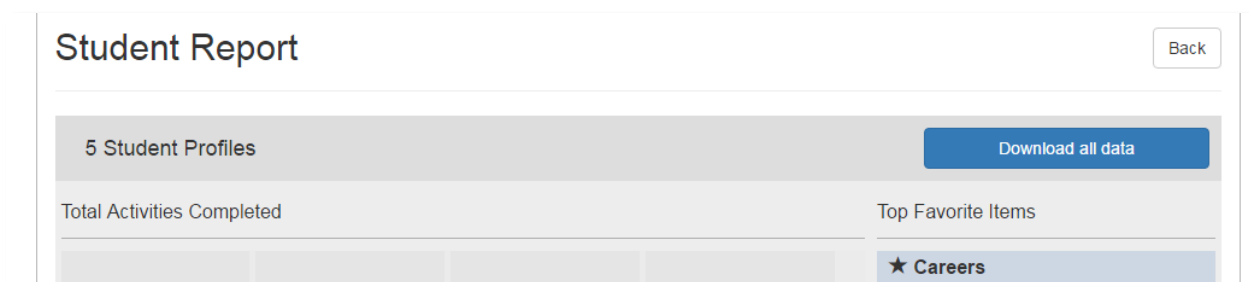 Student Report
Back
5 Student Profiles
Download all data
Total Activities Completed
Top Favorite Items
★ Careers